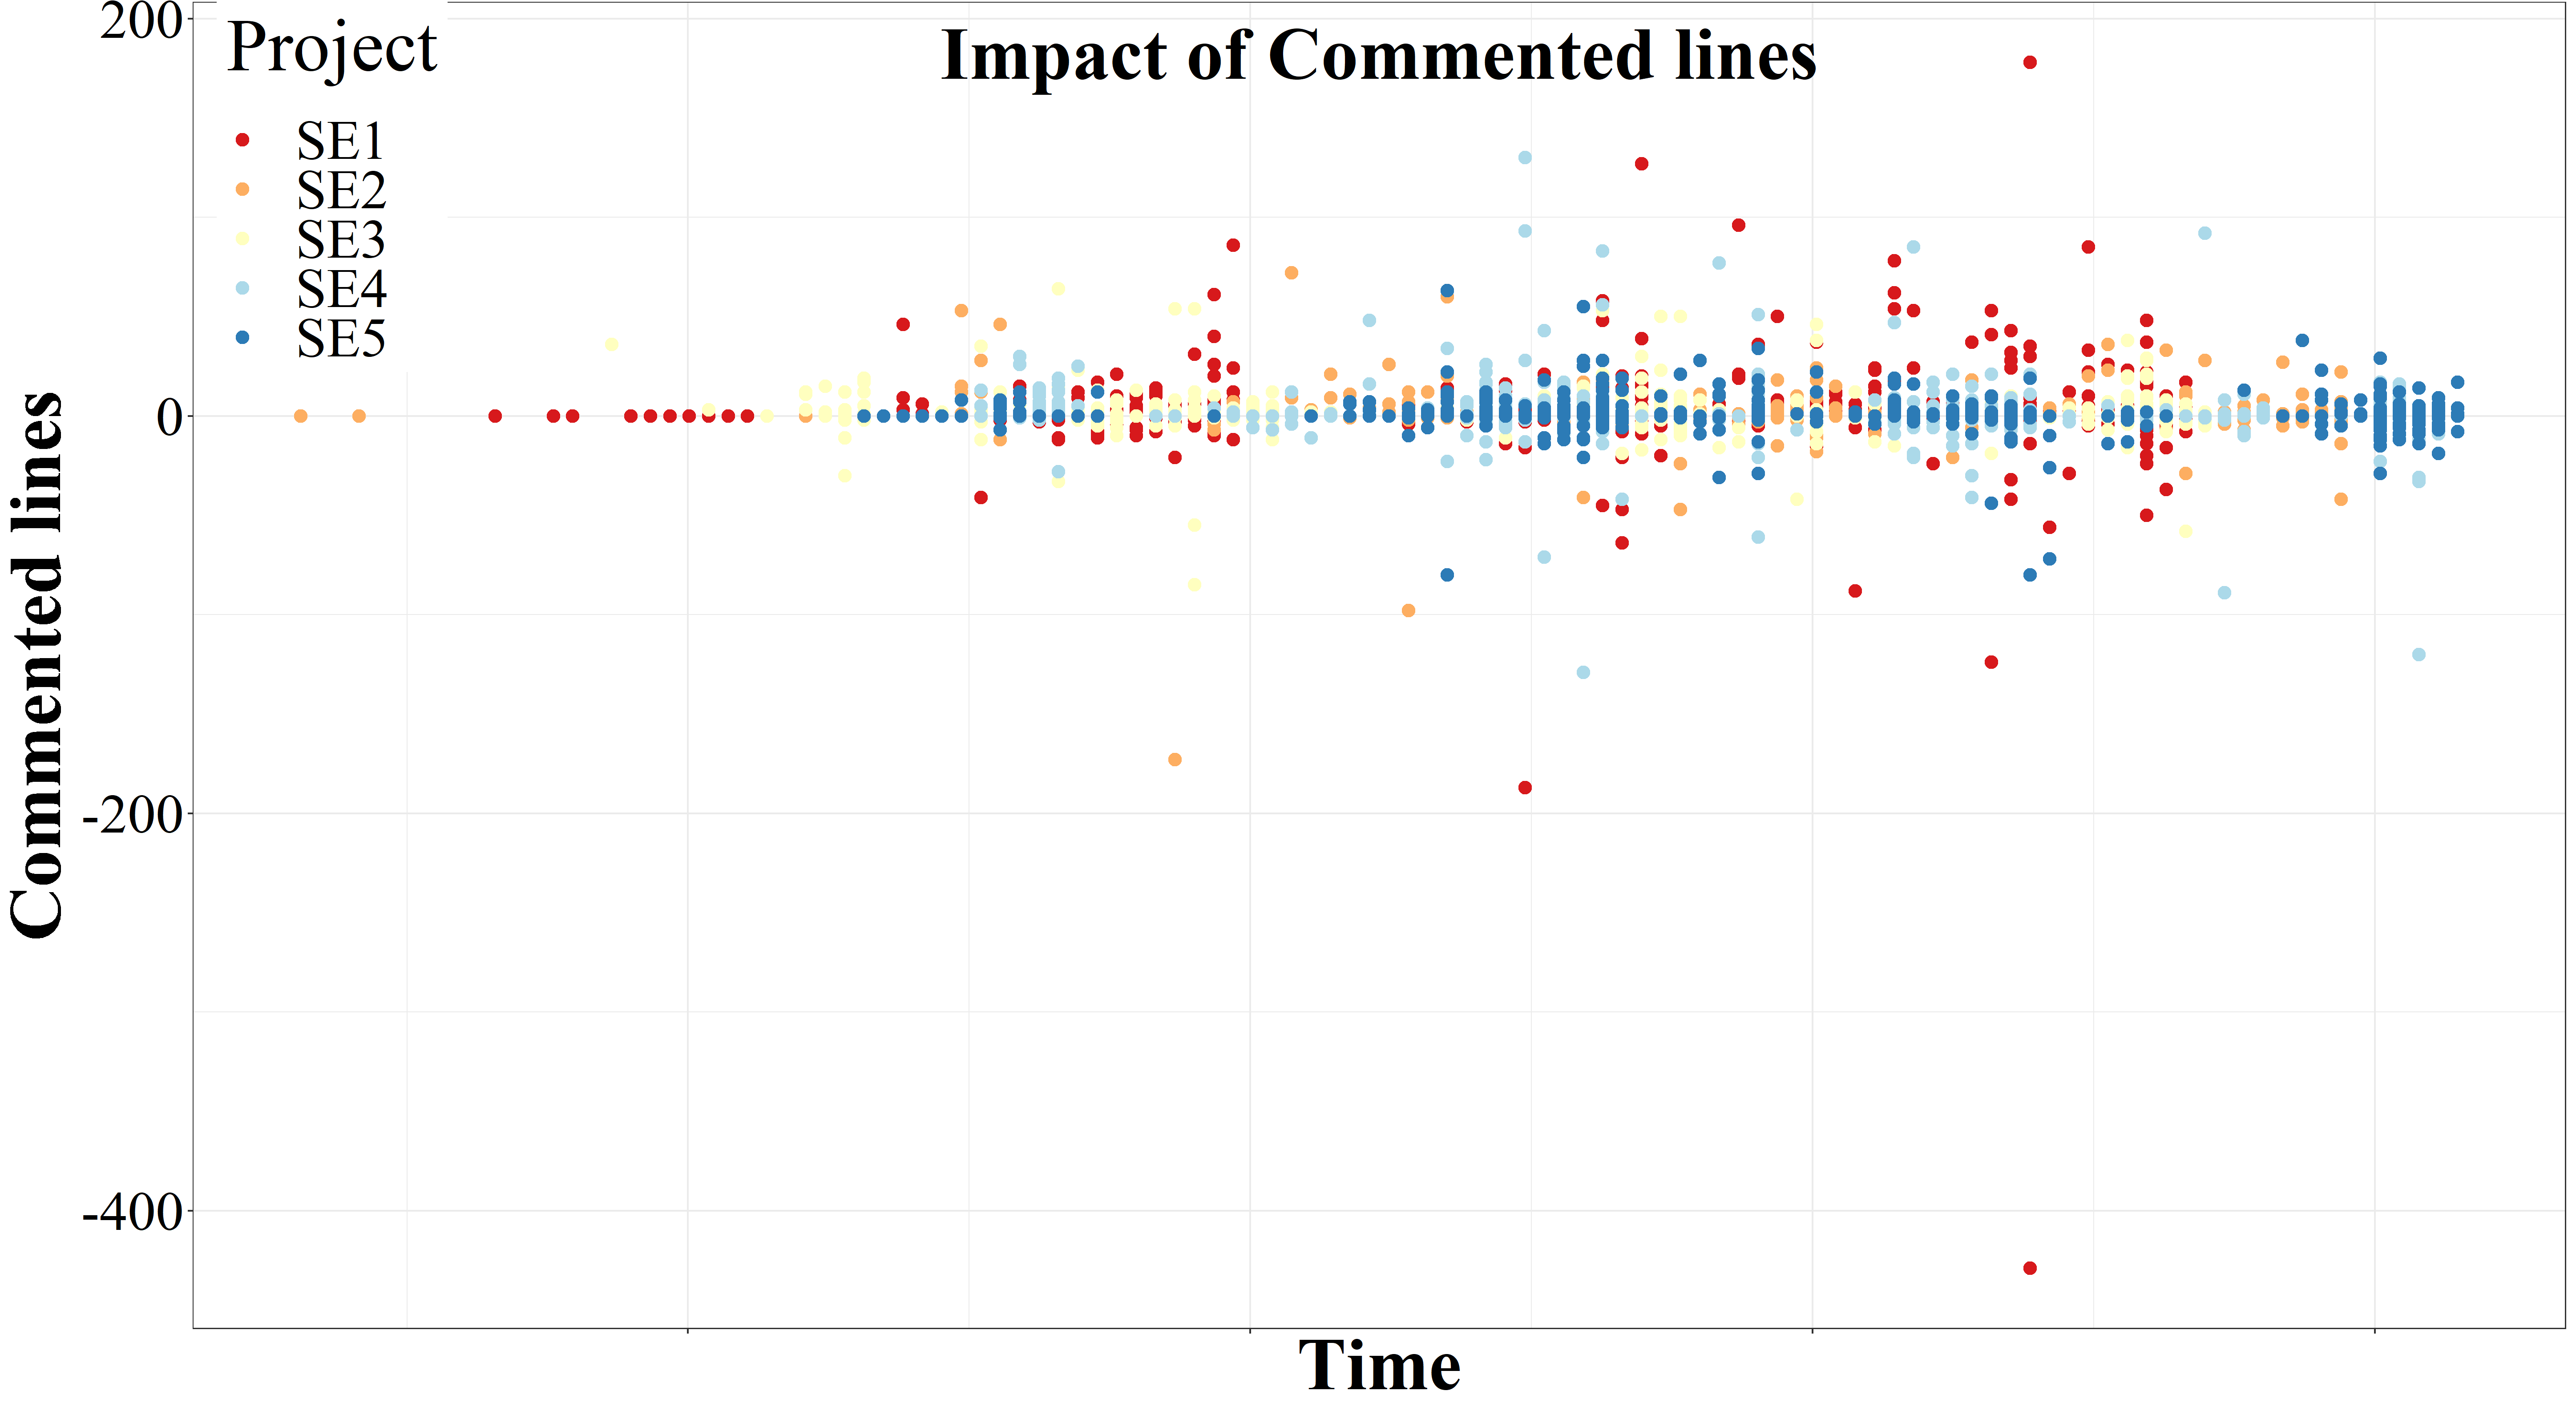 Impact of Commented lines
Project
SE1
SE2
SE3
SE4
SE5
200
0
-200
-400
Commented lines
Time